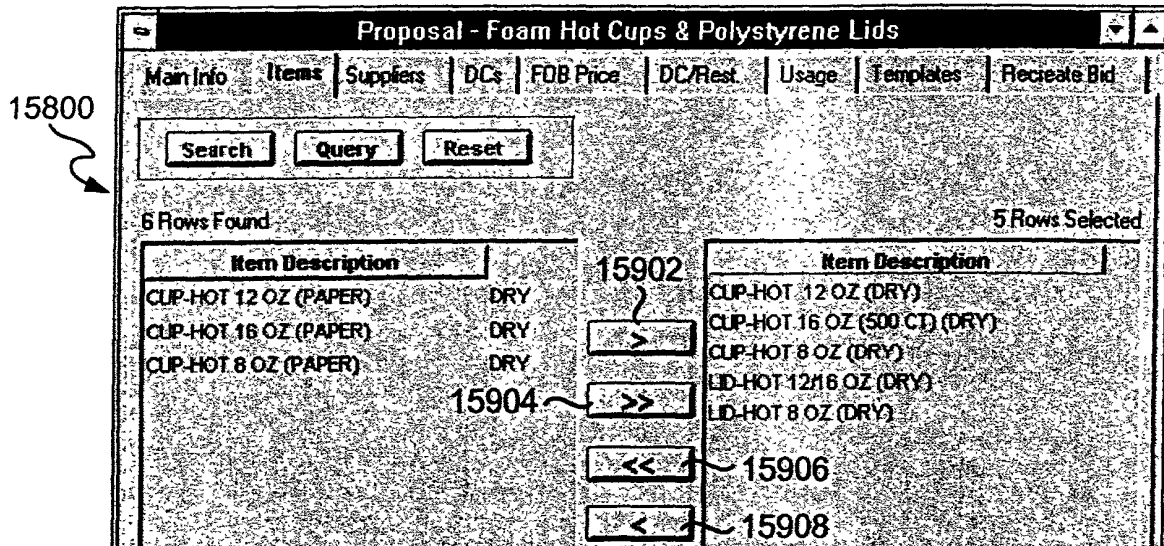 Proposal - Foam Hot Cups & Polystyrene Lids
Main Info Items Suppliers DCs FOB Price DC/Rest. Usage Templates Recreate Bid
15800
Search Query Reset
6 Rows Found 5 Rows Selected
Item Description Item Description
15902
CUP-HOT 12 OZ (PAPER) DRY CUP-HOT 12 OZ (DRY)
CUP-HOT 16 OZ (PAPER) DRY > CUP-HOT 16 OZ (500 CT) (DRY)
CUP-HOT 8 OZ (PAPER) DRY CUP-HOT 8 OZ (DRY)
LID-HOT 12/16 OZ (DRY)
15904 >> LID-HOT 8 OZ (DRY)
<< 15906
< 15908